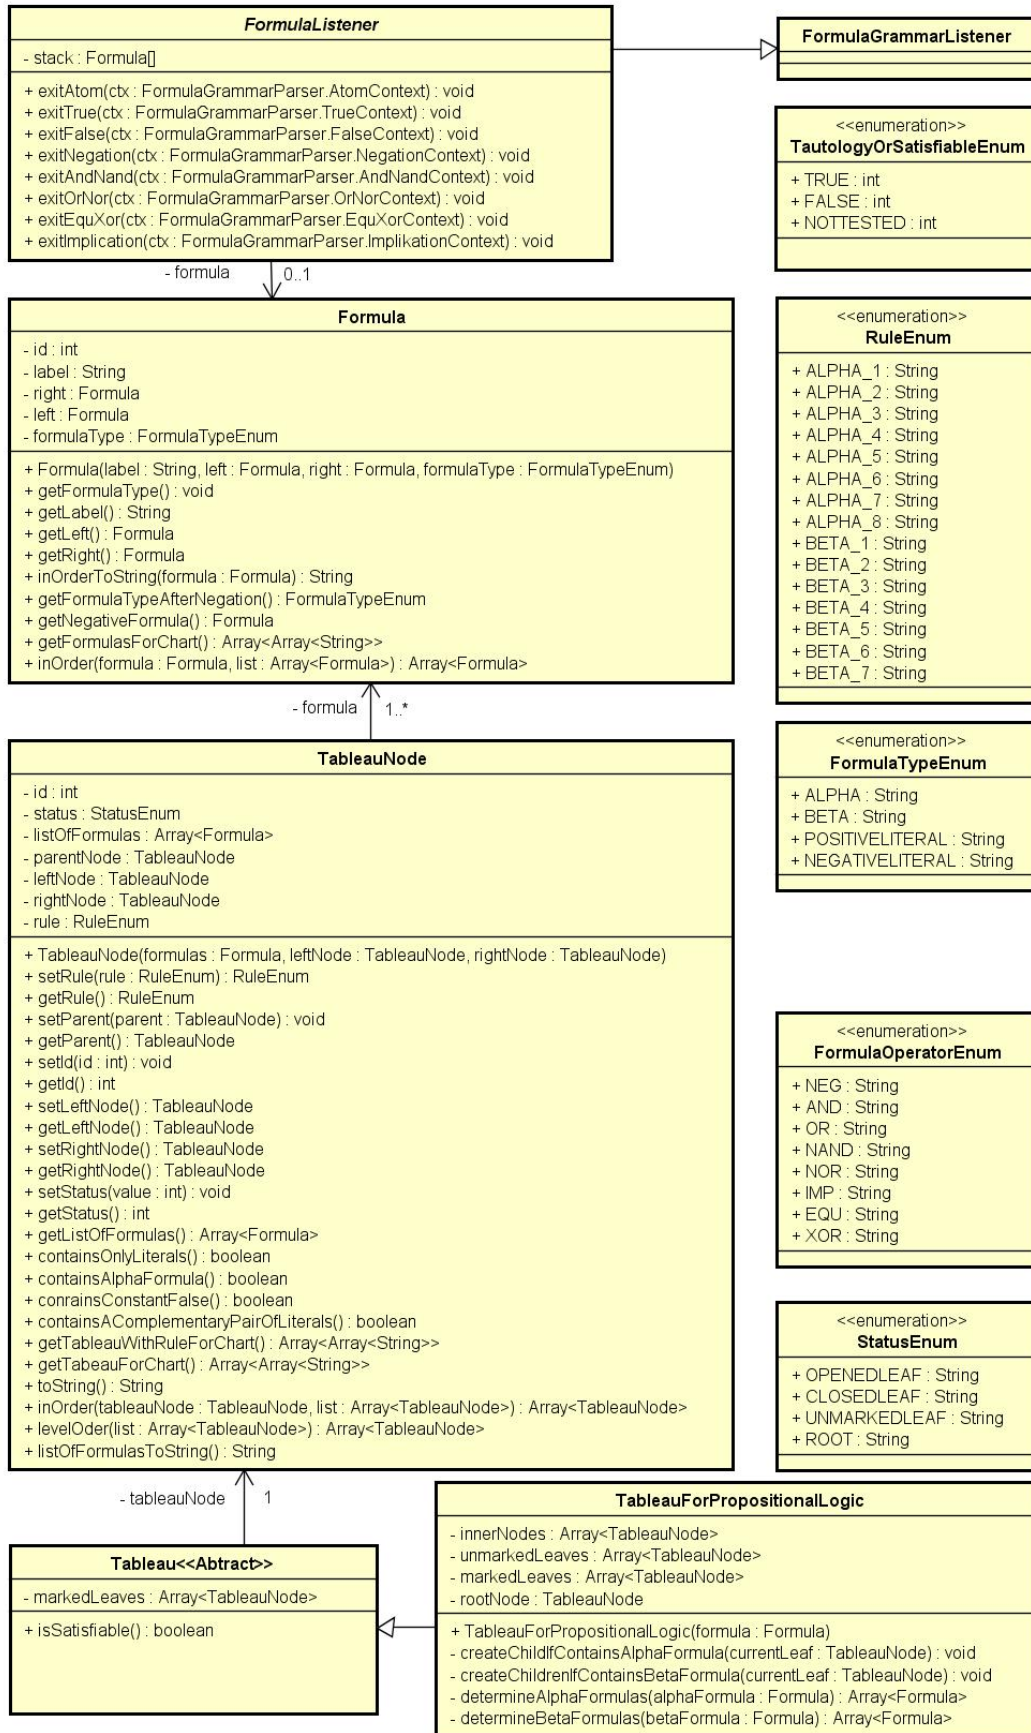 FormulaListener
- stack : Formula[]
+ exitAtom(ctx : FormulaGrammarParser.AtomContext) : void
+ exitTrue(ctx : FormulaGrammarParser.TrueContext) : void
+ exitFalse(ctx : FormulaGrammarParser.FalseContext) : void
+ exitNegation(ctx : FormulaGrammarParser.NegationContext) : void
+ exitAndNand(ctx : FormulaGrammarParser.AndNandContext) : void
+ exitOrNor(ctx : FormulaGrammarParser.OrNorContext) : void
+ exitEquXor(ctx : FormulaGrammarParser.EquXorContext) : void
+ exitImplication(ctx : FormulaGrammarParser.ImplikationContext) : void
FormulaGrammarListener
<<enumeration>>
TautologyOrSatisfiableEnum
+ TRUE : int
+ FALSE : int
+ NOTTESTED : int
- formula 0..1
Formula
- id : int
- label : String
- right : Formula
- left : Formula
- formulaType : FormulaTypeEnum
+ Formula(label : String, left : Formula, right : Formula, formulaType : FormulaTypeEnum)
+ getFormulaType() : void
+ getLabel() : String
+ getLeft() : Formula
+ getRight() : Formula
+ inOrderToString(formula : Formula) : String
+ getFormulaTypeAfterNegation() : FormulaTypeEnum
+ getNegativeFormula() : Formula
+ getFormulasForChart() : Array<Array<String>>
+ inOrder(formula : Formula, list : Array<Formula>) : Array<Formula>
<<enumeration>>
RuleEnum
+ ALPHA_1 : String
+ ALPHA_2 : String
+ ALPHA_3 : String
+ ALPHA_4 : String
+ ALPHA_5 : String
+ ALPHA_6 : String
+ ALPHA_7 : String
+ ALPHA_8 : String
+ BETA_1 : String
+ BETA_2 : String
+ BETA_3 : String
+ BETA_4 : String
+ BETA_5 : String
+ BETA_6 : String
+ BETA_7 : String
- formula 1..*
TableauNode
- id : int
- status : StatusEnum
- listOfFormulas : Array<Formula>
- parentNode : TableauNode
- leftNode : TableauNode
- rightNode : TableauNode
- rule : RuleEnum
+ TableauNode(formulas : Formula, leftNode : TableauNode, rightNode : TableauNode)
+ setRule(rule : RuleEnum) : RuleEnum
+ getRule() : RuleEnum
+ setParent(parent : TableauNode) : void
+ getParent() : TableauNode
+ setId(id : int) : void
+ getId() : int
+ setLeftNode() : TableauNode
+ getLeftNode() : TableauNode
+ setRightNode() : TableauNode
+ getRightNode() : TableauNode
+ setStatus(value : int) : void
+ getStatus() : int
+ getListOfFormulas() : Array<Formula>
+ containsOnlyLiterals() : boolean
+ containsAlphaFormula() : boolean
+ conrainsConstantFalse() : boolean
+ containsAComplementaryPairOfLiterals() : boolean
+ getTableauWithRuleForChart() : Array<Array<String>>
+ getTabeauForChart() : Array<Array<String>>
+ toString() : String
+ inOrder(tableauNode : TableauNode, list : Array<TableauNode>) : Array<TableauNode>
+ levelOder(list : Array<TableauNode>) : Array<TableauNode>
+ listOfFormulasToString() : String
<<enumeration>>
FormulaTypeEnum
+ ALPHA : String
+ BETA : String
+ POSITIVELITERAL : String
+ NEGATIVELITERAL : String
<<enumeration>>
FormulaOperatorEnum
+ NEG : String
+ AND : String
+ OR : String
+ NAND : String
+ NOR : String
+ IMP : String
+ EQU : String
+ XOR : String
<<enumeration>>
StatusEnum
+ OPENEDLEAF : String
+ CLOSEDLEAF : String
+ UNMARKEDLEAF : String
+ ROOT : String
- tableauNode 1
Tableau<<Abtract>>
- markedLeaves : Array<TableauNode>
+ isSatisfiable() : boolean
TableauForPropositionalLogic
- innerNodes : Array<TableauNode>
- unmarkedLeaves : Array<TableauNode>
- markedLeaves : Array<TableauNode>
- rootNode : TableauNode
+ TableauForPropositionalLogic(formula : Formula)
- createChildIfContainsAlphaFormula(currentLeaf : TableauNode) : void
- createChildrenIfContainsBetaFormula(currentLeaf : TableauNode) : void
- determineAlphaFormulas(alphaFormula : Formula) : Array<Formula>
- determineBetaFormulas(betaFormula : Formula) : Array<Formula>